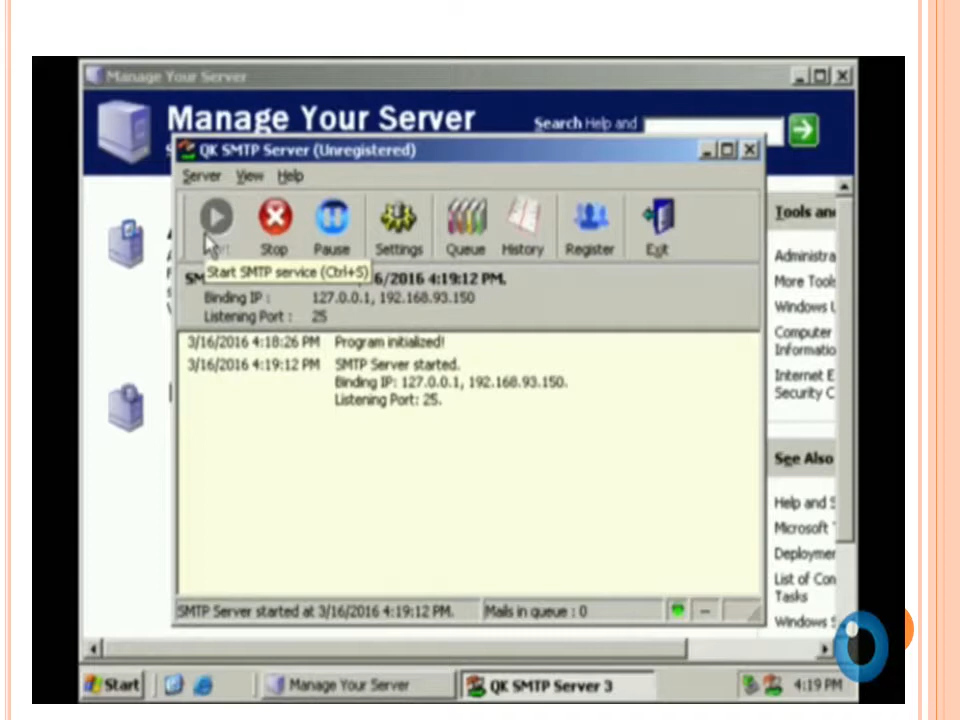 Manage Your Server
Manage Your Server
Search Help and
QK SMTP Server (Unregistered)
Server View Help
Stop Pause Settings Queue History Register Exit
Start SMTP service (Ctrl+S)
6/2016 4:19:12 PM.
Binding IP : 127.0.0.1, 192.168.93.150
Listening Port : 25
3/16/2016 4:18:26 PM Program initialized!
3/16/2016 4:19:12 PM SMTP Server started.
Binding IP: 127.0.0.1, 192.168.93.150.
Listening Port: 25.
SMTP Server started at 3/16/2016 4:19:12 PM. Mails in queue : 0
Tools an
Administra
More Tools
Windows U
Computer
Informatio
Internet E
Security C
See Also
Help and S
Microsoft T
Deploymen
List of Con
Tasks
Windows S
Start Manage Your Server QK SMTP Server 3 4:19 PM